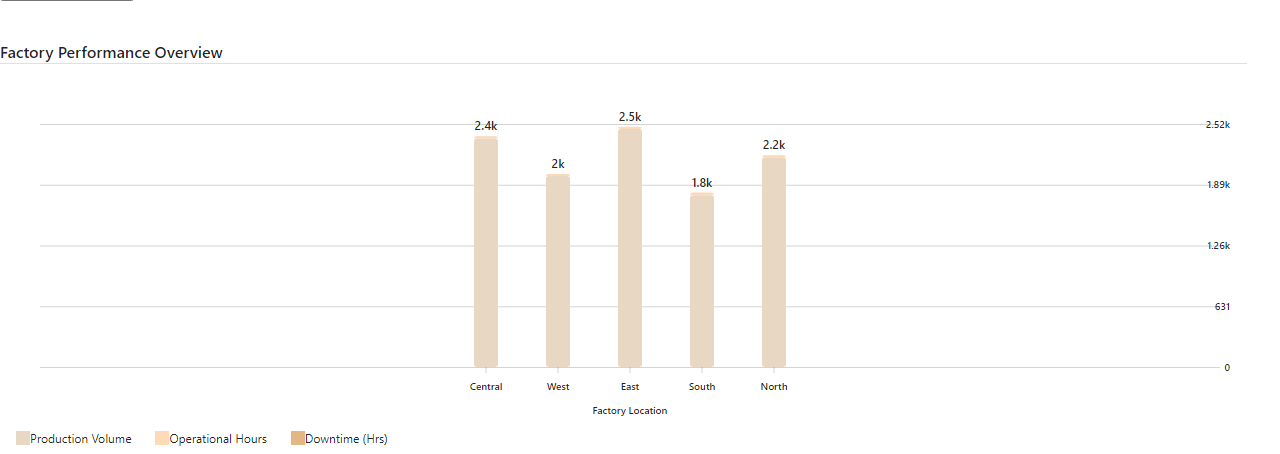 Factory Performance Overview
2.4k
2k
2.5k
1.8k
2.2k
2.52k
1.89k
1.26k
631
0
Central West East South North
Factory Location
Production Volume Operational Hours Downtime (Hrs)